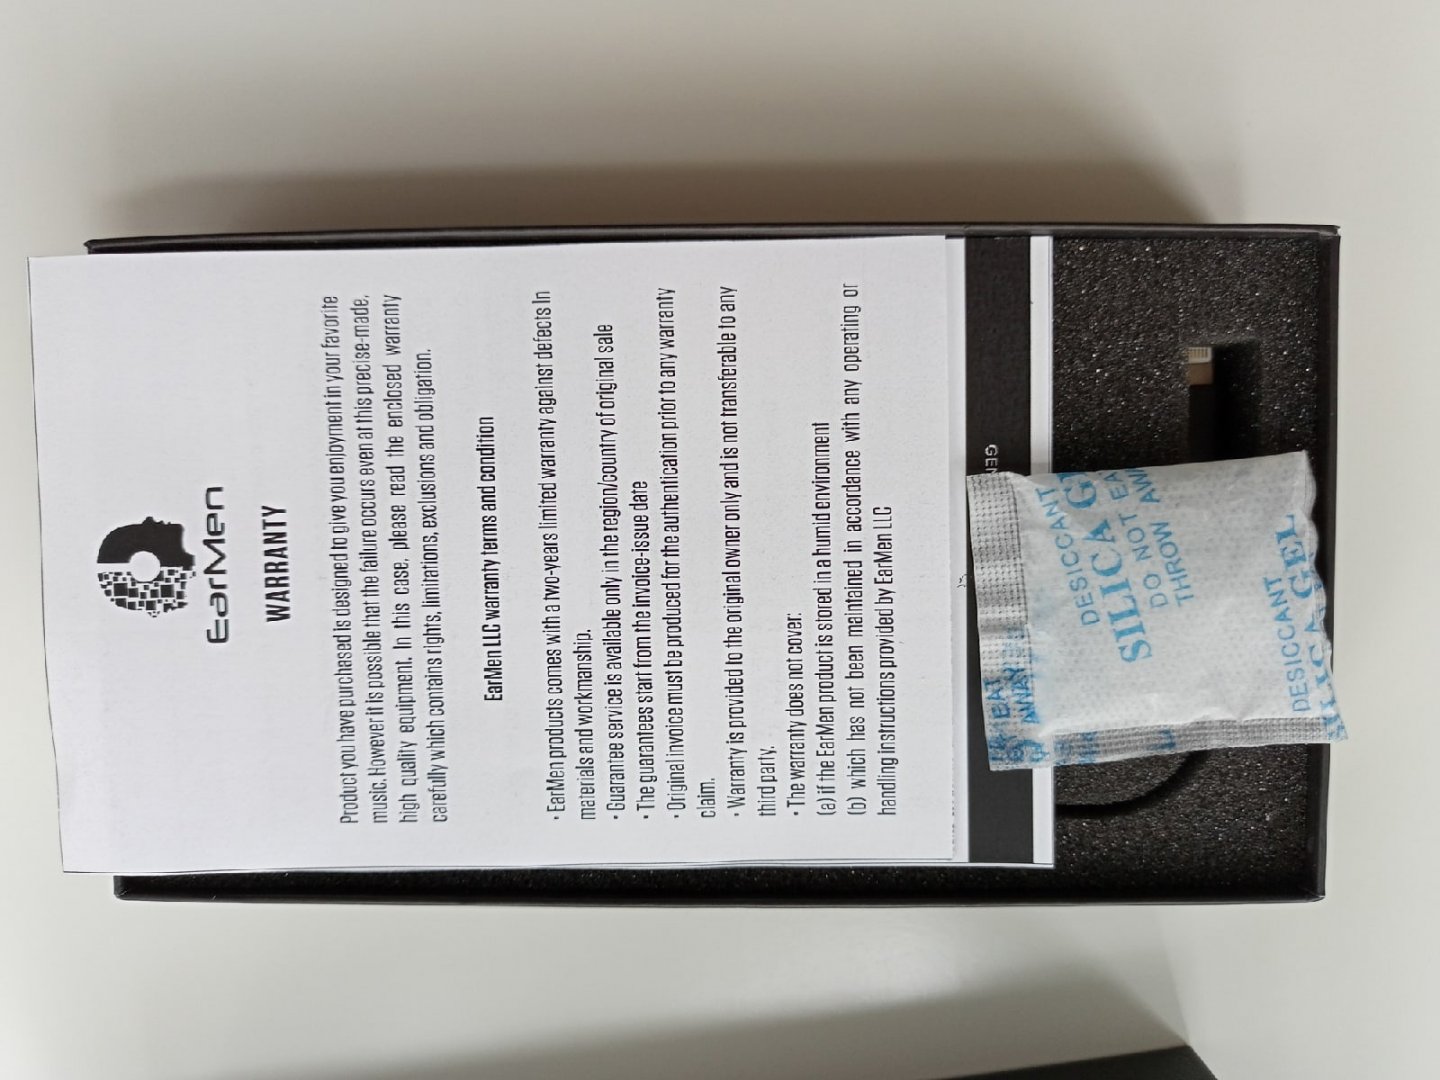 EarMen
WARRANTY
Product you have purchased is designed to give you enjoyment in your favorite
music. However it is possible that the failure occurs even at this precise-made,
high quality equipment. In this case, please read the enclosed warranty
carefully which contains rights, limitations, exclusions and obligation.
EarMen LLC warranty terms and condition
· EarMen products comes with a two-years limited warranty against defects In
materials and workmanship.
· Guarantee service is available only in the region/country of original sale
· The guarantees start from the invoice-issue date
· Original invoice must be produced for the authentication prior to any warranty
claim.
· Warranty is provided to the original owner only and is not transferable to any
third party.
· The warranty does not cover:
(a) if the EarMen product is stored in a humid environment
(b) which has not been maintained in accordance with any operating or
handling instructions provided by EarMen LLC
GEN
EAT
AWAY
DESICCANT
SILICA G
DO NOT EA
THROW AW
DESICCANT
SILICA GEL